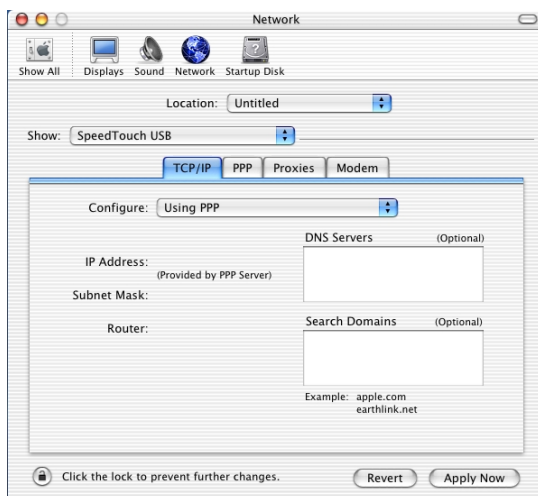 Network
Show All Displays Sound Network Startup Disk
Location: Untitled
Show: SpeedTouch USB
TCP/IP PPP Proxies Modem
Configure: Using PPP
DNS Servers (Optional)
IP Address:
(Provided by PPP Server)
Subnet Mask:
Router:
Search Domains (Optional)
Example: apple.com
earthlink.net
Click the lock to prevent further changes.
Revert Apply Now